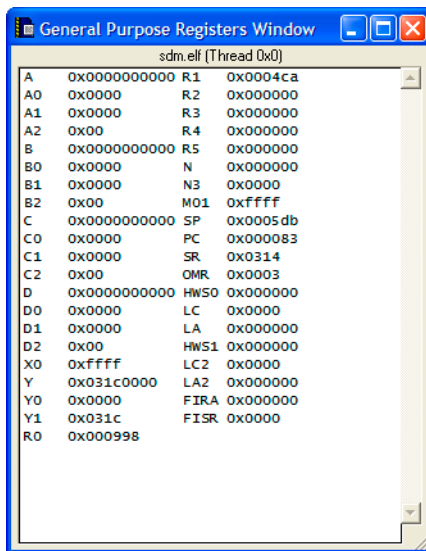 General Purpose Registers Window
sdm.elf (Thread 0x0)
A 0x0000000000 R1 0x0004ca
A0 0x0000 R2 0x000000
A1 0x0000 R3 0x000000
A2 0x00 R4 0x000000
B 0x0000000000 R5 0x000000
B0 0x0000 N 0x000000
B1 0x0000 N3 0x0000
B2 0x00 M01 0xffff
C 0x0000000000 SP 0x0005db
C0 0x0000 PC 0x000083
C1 0x0000 SR 0x0314
C2 0x00 OMR 0x0003
D 0x0000000000 HWS0 0x000000
D0 0x0000 LC 0x0000
D1 0x0000 LA 0x000000
D2 0x00 HWS1 0x000000
X0 0xffff LC2 0x0000
Y 0x031c0000 LA2 0x000000
Y0 0x0000 FIRA 0x000000
Y1 0x031c FISR 0x0000
R0 0x000998